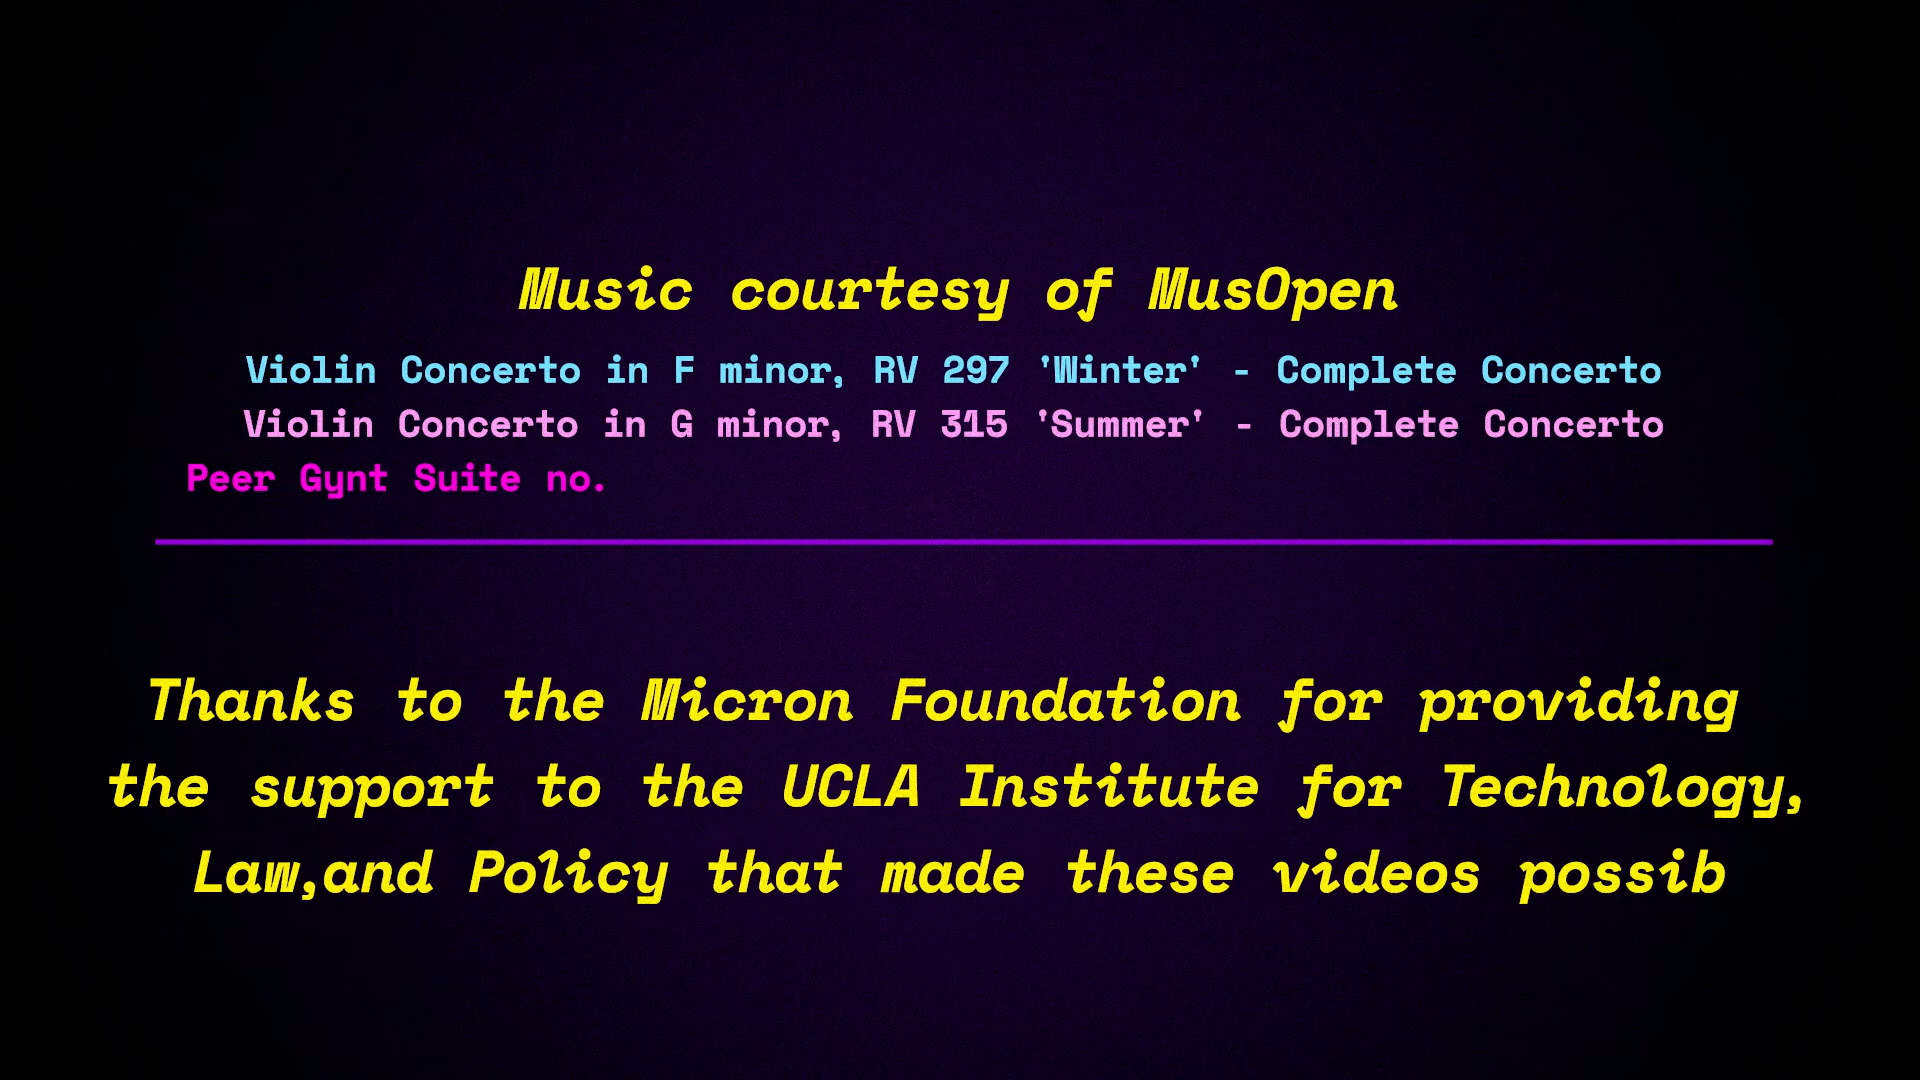 Music courtesy of MusOpen
Violin Concerto in F minor, RV 297 'Winter' - Complete Concerto
Violin Concerto in G minor, RV 315 'Summer' - Complete Concerto
Peer Gynt Suite no.
Thanks to the Micron Foundation for providing
the support to the UCLA Institute for Technology,
Law,and Policy that made these videos possib